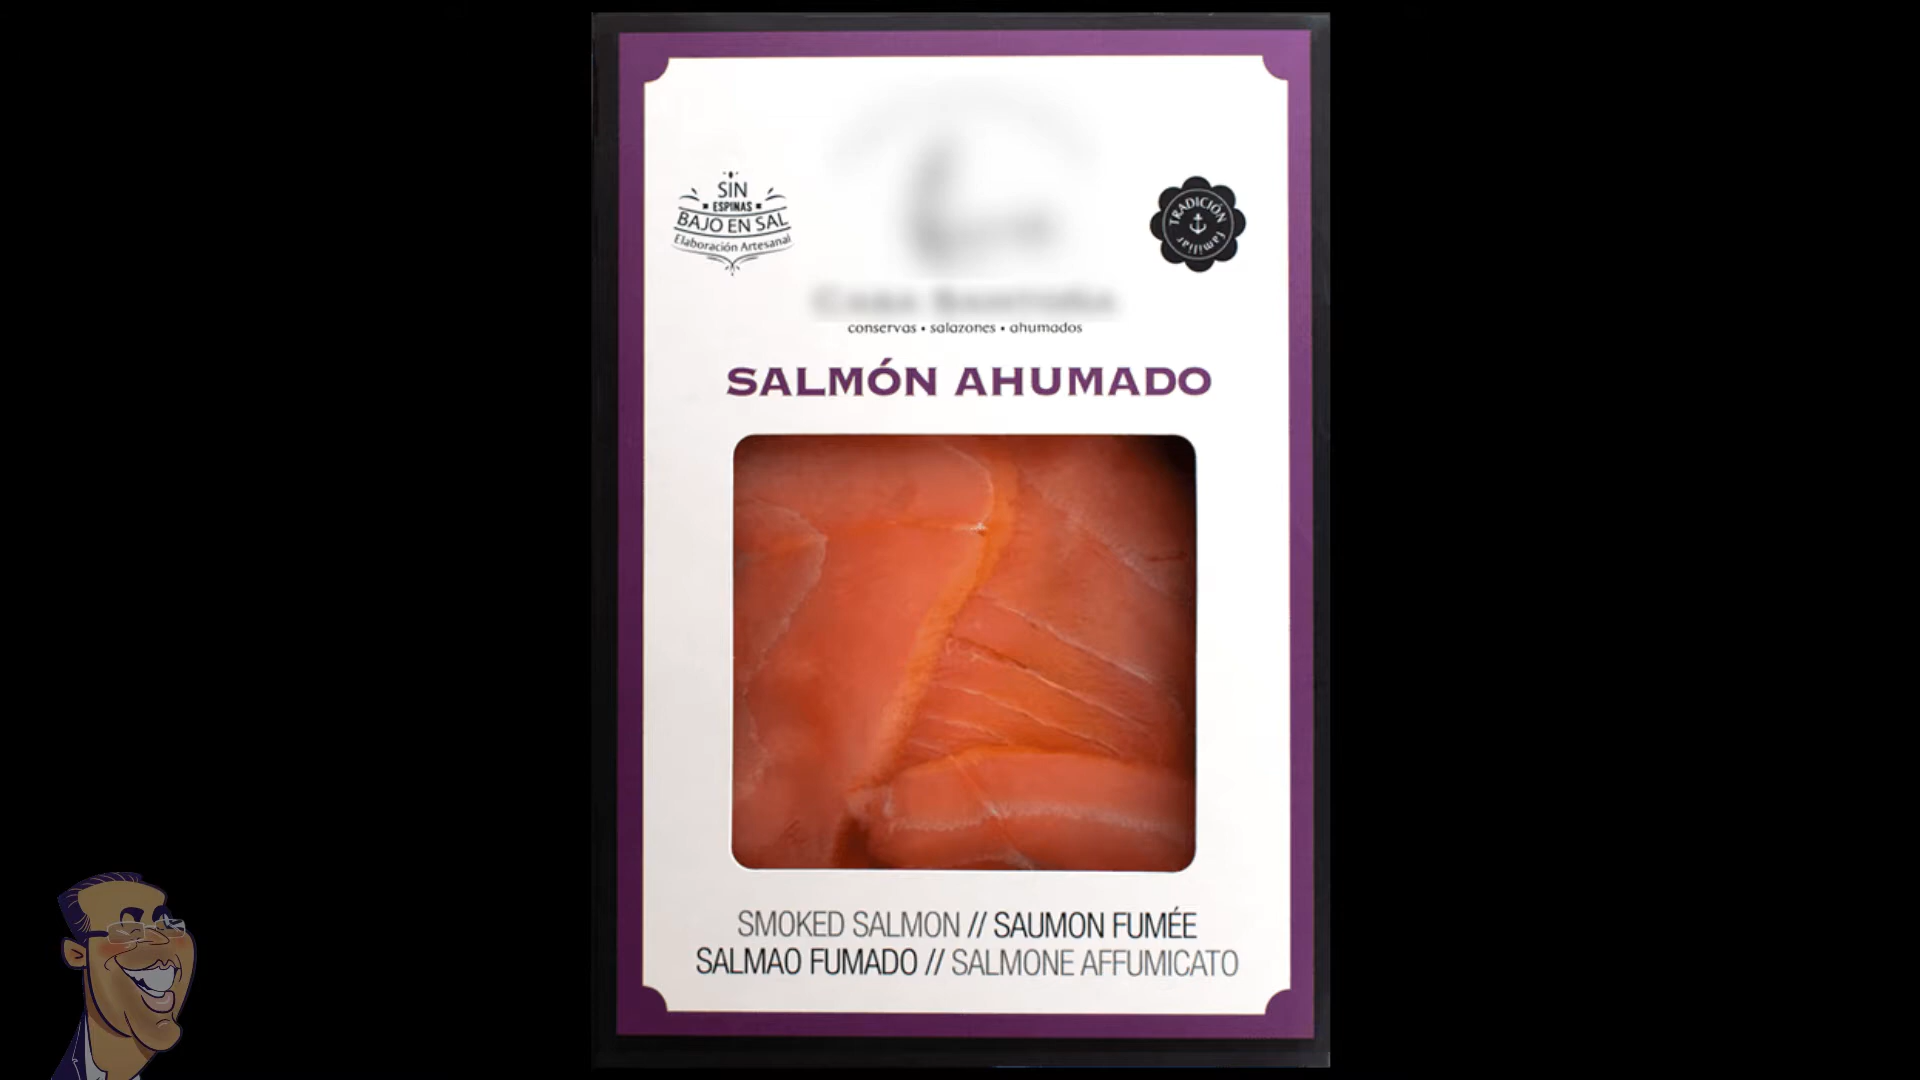 SIN
ESPINAS
BAJO EN SAL
Elaboración Artesanal
TRADICIÓN
familiar
conservas • salazones • ahumados
SALMÓN AHUMADO
SMOKED SALMON // SAUMON FUMÉE
SALMAO FUMADO // SALMONE AFFUMICATO